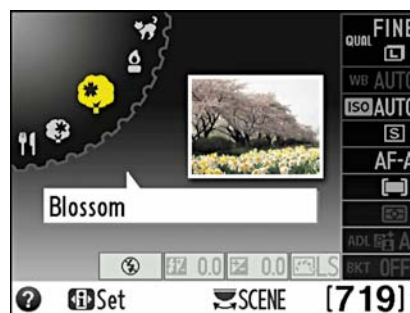 QUAL FINE
L
WB AUTO
ISO AUTO
S
AF-A
Blossom
0.0 0.0 LS
ADL A
BKT OFF
? i Set SCENE [719]